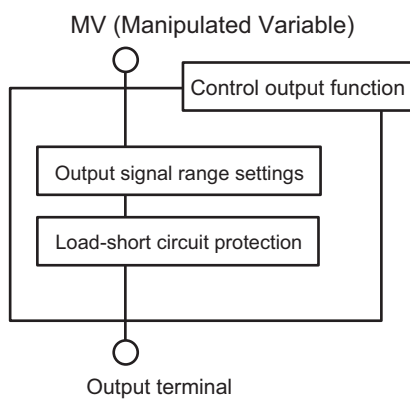 MV (Manipulated Variable)
Control output function
Output signal range settings
Load-short circuit protection
Output terminal